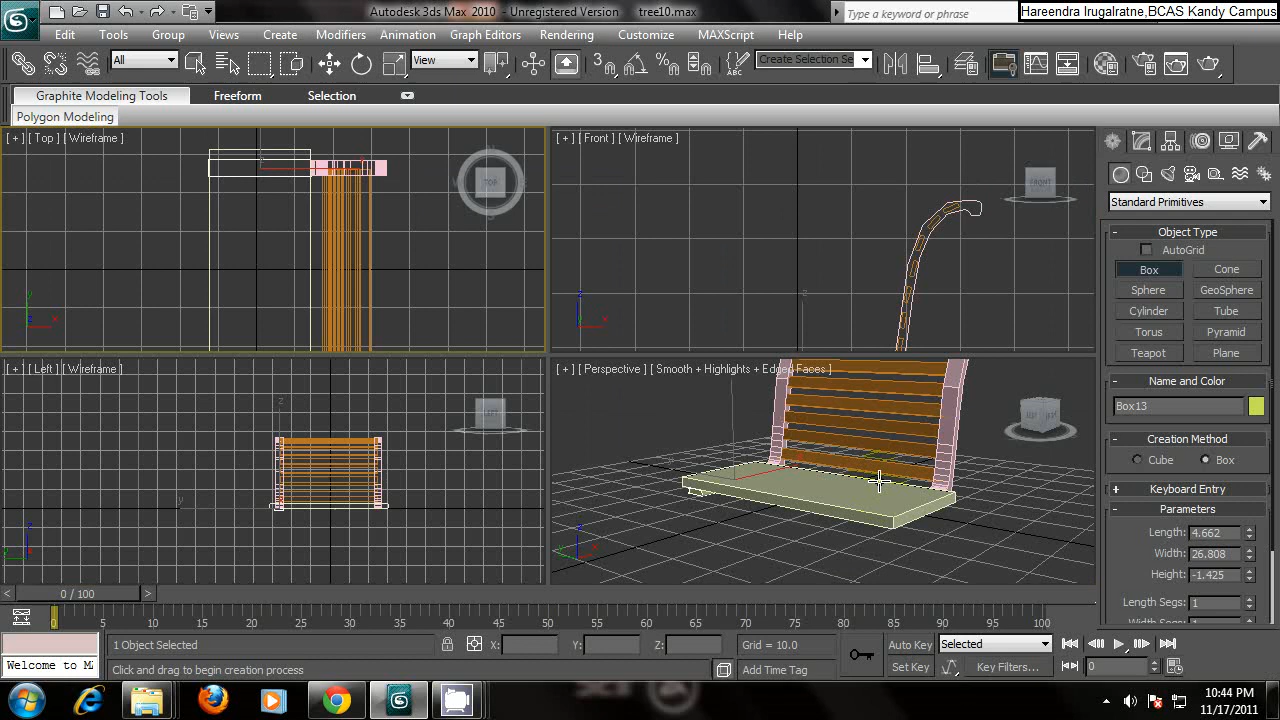 Autodesk 3ds Max 2010 - Unregistered Version tree10.max
Type a keyword or phrase
Hareendra Irugalratne,BCAS Kandy Campus
Edit Tools Group Views Create Modifiers Animation Graph Editors Rendering Customize MAXScript Help
All View Create Selection Se
Graphite Modeling Tools Freeform Selection
Polygon Modeling
[ + ] [ Top ] [ Wireframe ]
[ + ] [ Front ] [ Wireframe ]
TOP
FRONT
Standard Primitives
Object Type
AutoGrid
Box Cone
Sphere GeoSphere
Cylinder Tube
Torus Pyramid
Teapot Plane
[ + ] [ Left ] [ Wireframe ]
[ + ] [ Perspective ] [ Smooth + Highlights + Edged Faces ]
LEFT
Name and Color
Box13
Creation Method
Cube Box
Keyboard Entry
Parameters
Length: 4.662
Width: 26.808
Height: -1.425
Length Segs: 1
Width Segs: 1
0 / 100
0 5 10 15 20 25 30 35 40 45 50 55 60 65 70 75 80 85 90 95 100
1 Object Selected X: Y: Z: Grid = 10.0 Auto Key Selected
Welcome to MA Click and drag to begin creation process Add Time Tag Set Key Key Filters... 0
10:44 PM
11/17/2011